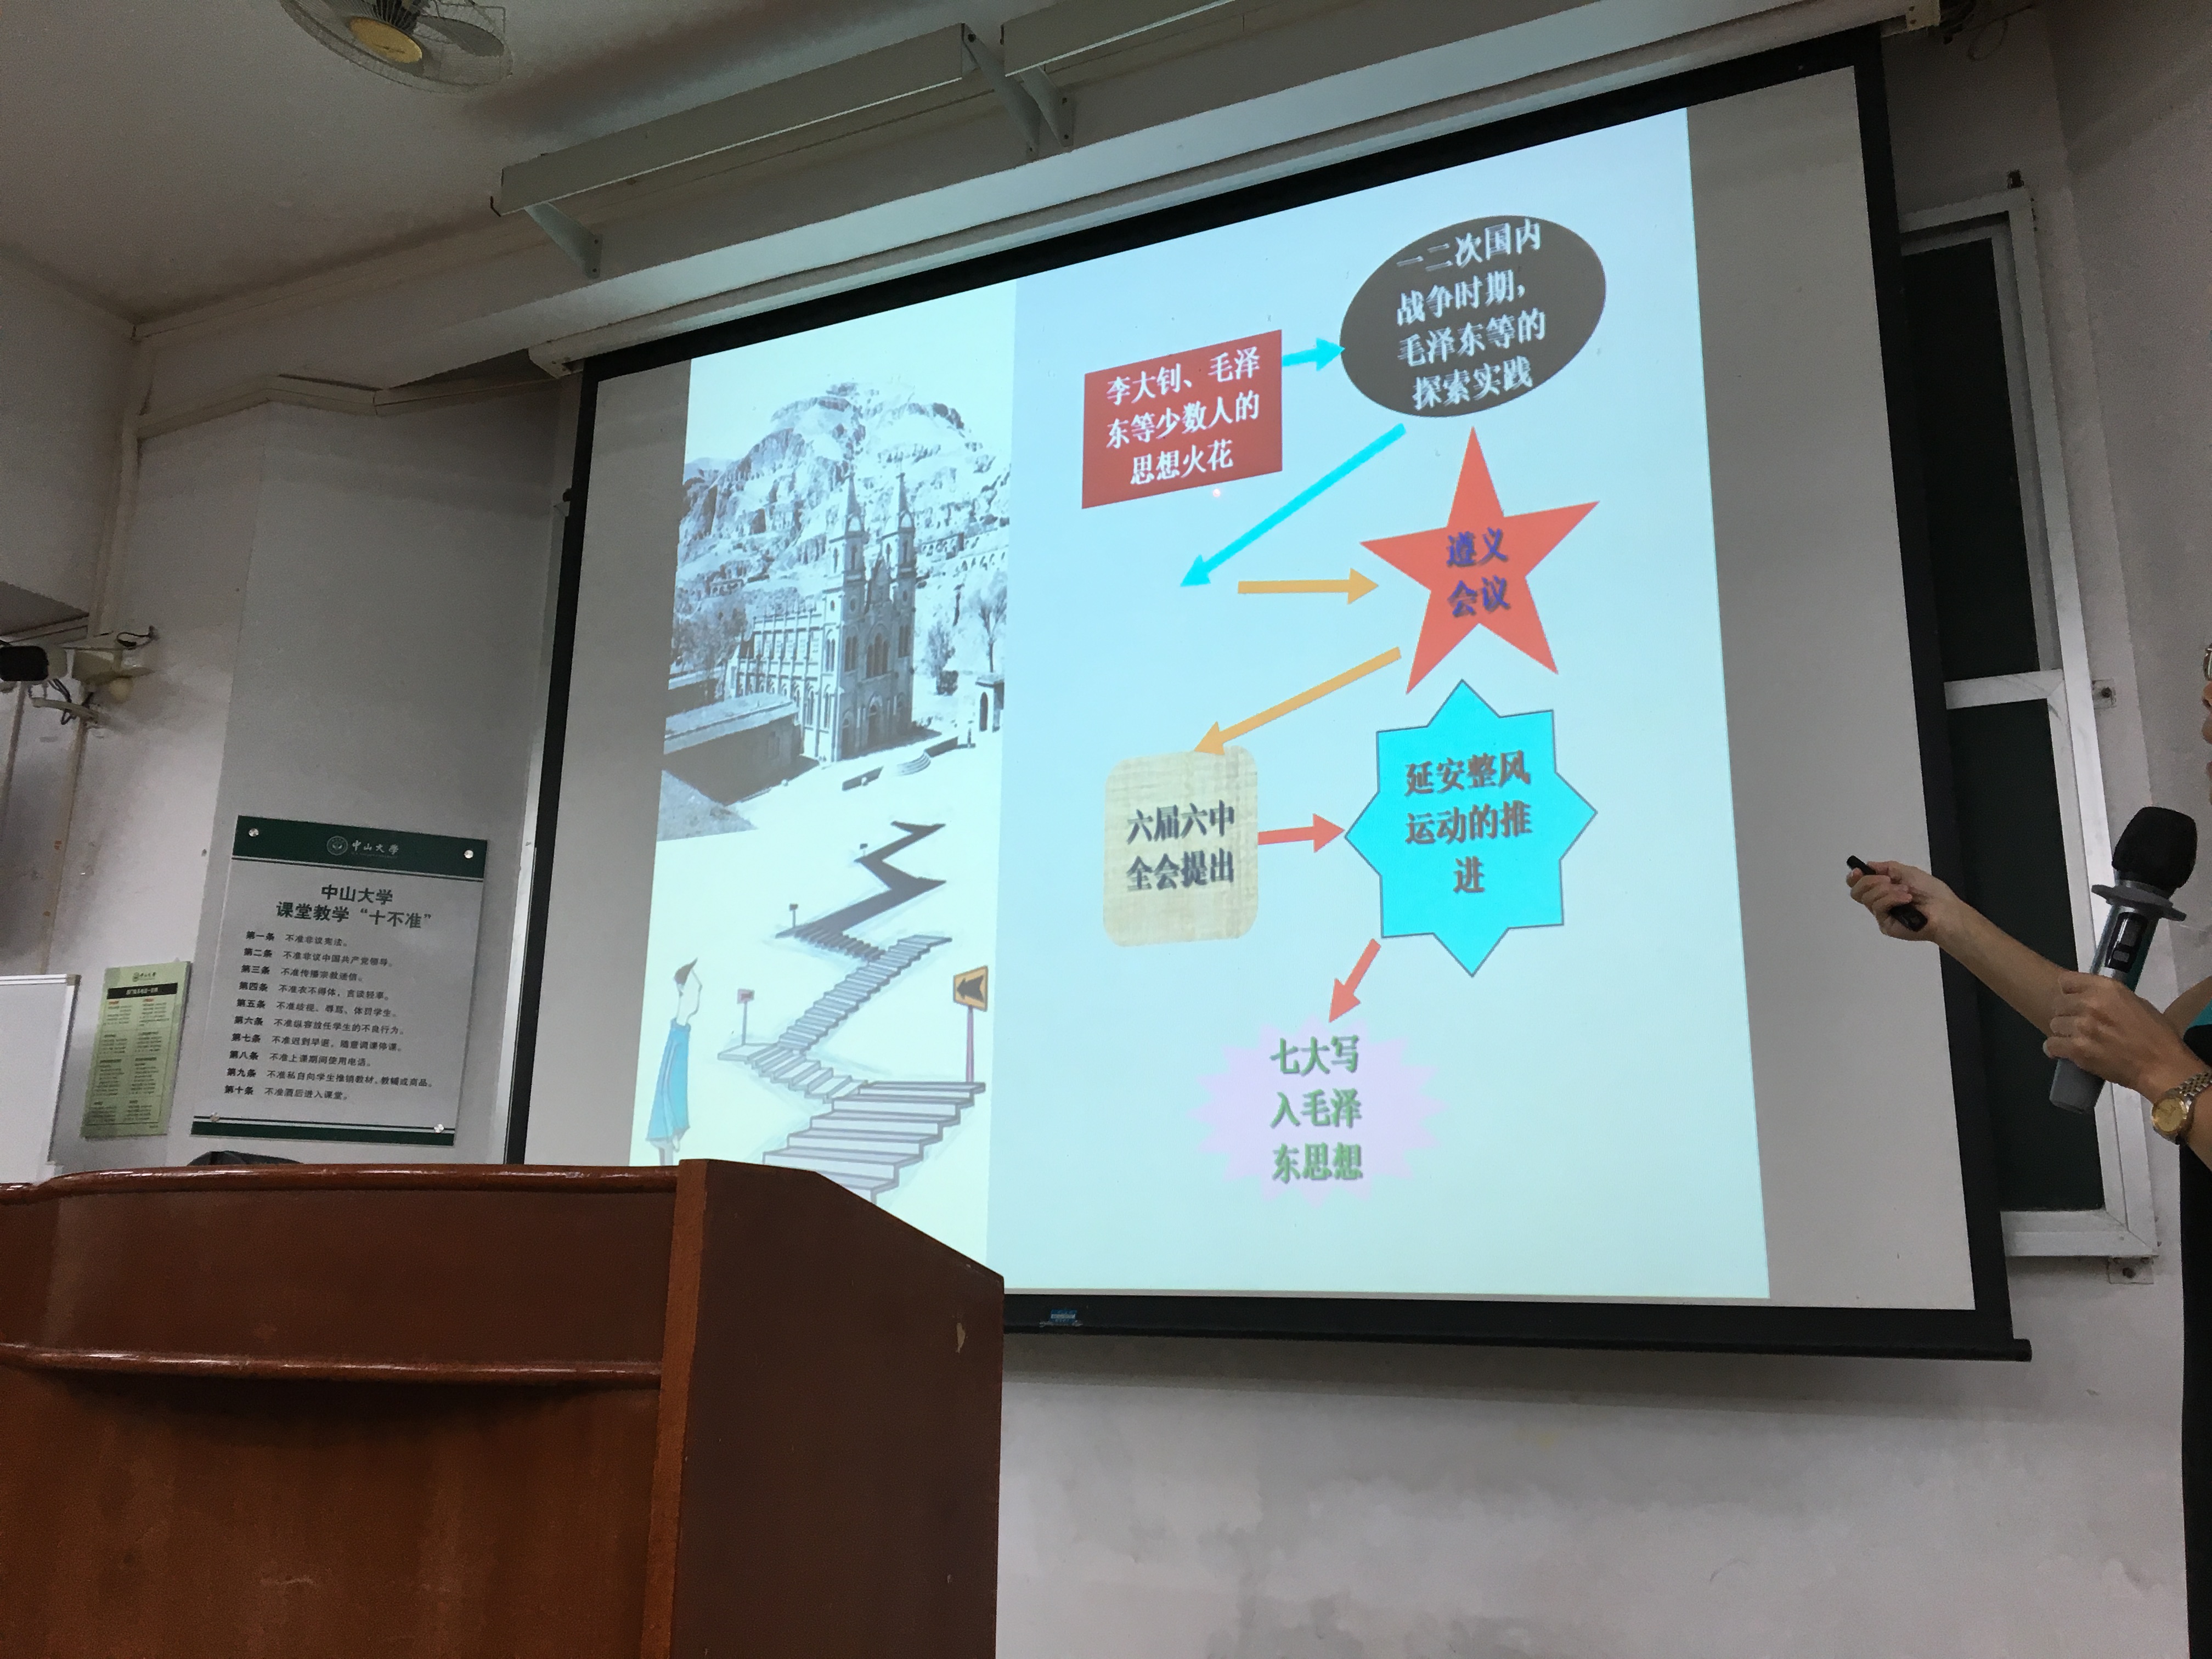 一二次国内
战争时期，
毛泽东等的
探索实践
李大钊、毛泽
东等少数人的
思想火花
遵义
会议
六届六中
全会提出
延安整风
运动的推
进
七大写
入毛泽
东思想
中山大学
中山大学
课堂教学“十不准”
第一条 不准非议宪法。
第二条 不准非议中国共产党领导。
第三条 不准传播宗教迷信。
第四条 不准衣不得体，言谈轻率。
第五条 不准歧视、辱骂、体罚学生。
第六条 不准纵容放任学生的不良行为。
第七条 不准迟到早退，随意调课停课。
第八条 不准上课期间使用电话。
第九条 不准私自向学生推销教材、教辅或商品。
第十条 不准酒后进入课堂。